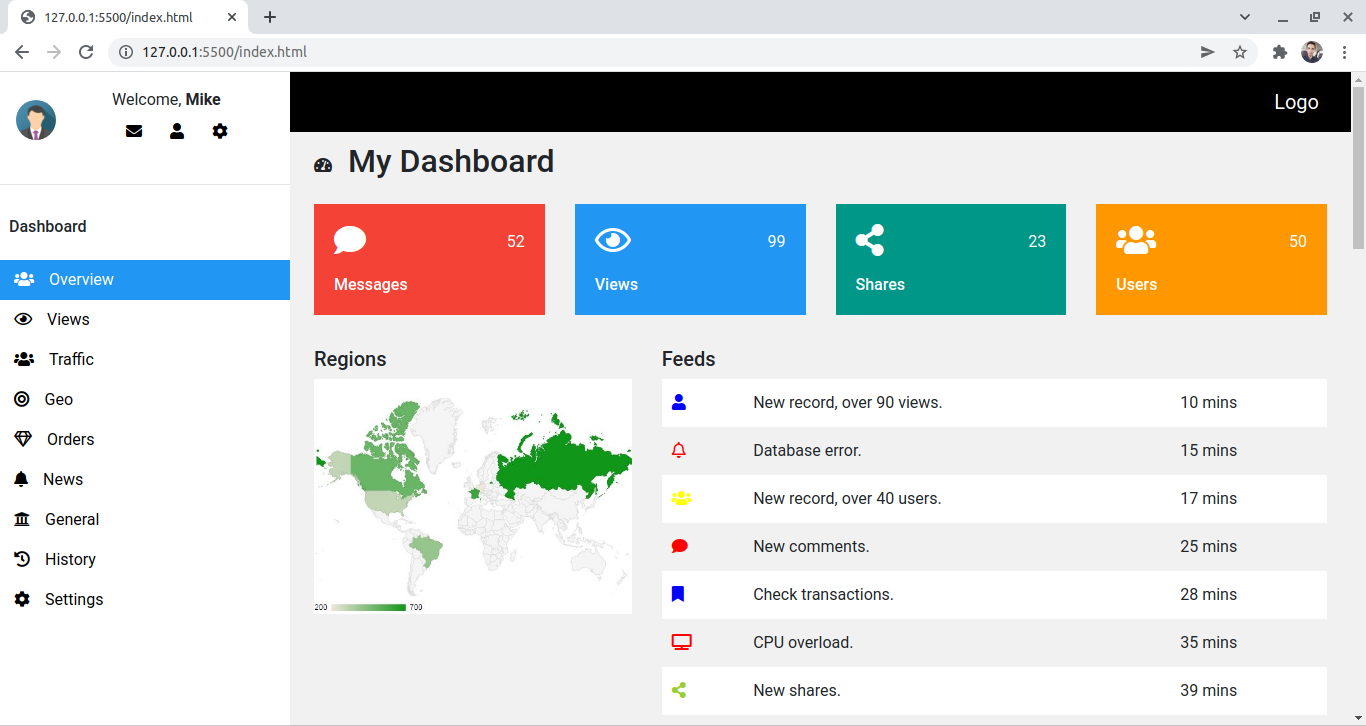 127.0.0.1:5500/index.html
127.0.0.1:5500/index.html
Welcome, Mike
Logo
Dashboard
Overview
Views
Traffic
Geo
Orders
News
General
History
Settings
My Dashboard
52
Messages
99
Views
23
Shares
50
Users
Regions
200 700
Feeds
New record, over 90 views. 10 mins
Database error. 15 mins
New record, over 40 users. 17 mins
New comments. 25 mins
Check transactions. 28 mins
CPU overload. 35 mins
New shares. 39 mins